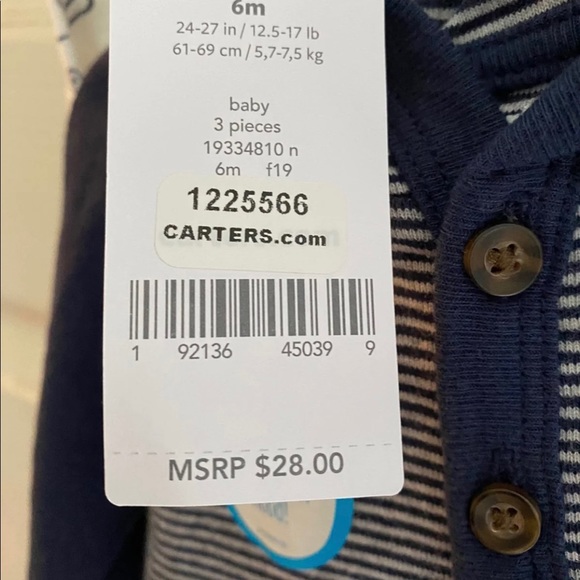 6m
24-27 in / 12.5-17 lb
61-69 cm / 5,7-7,5 kg
baby
3 pieces
19334810 n
6m f19
1225566
CARTERS.com
1 92136 45039 9
MSRP $28.00